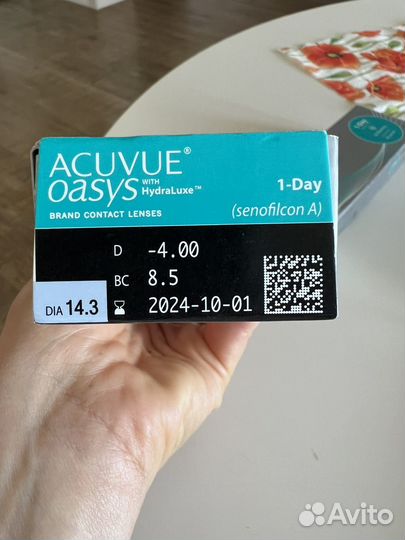 ACUVUE®
OASYS WITH HydraLuxe™
BRAND CONTACT LENSES
1-Day
(senofilcon A)
D -4.00
BC 8.5
DIA 14.3
2024-10-01
Avito